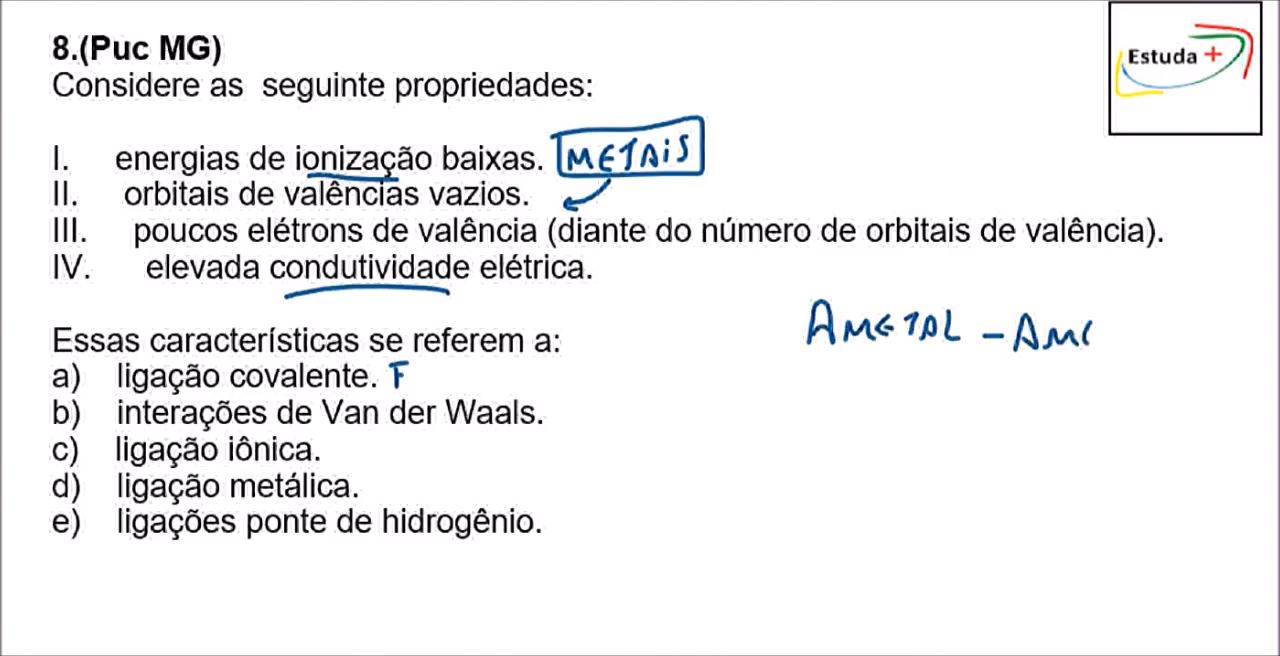 8.(Puc MG)
Considere as seguinte propriedades:
Estuda +
I. energias de ionização baixas. METAIS
II. orbitais de valências vazios.
III. poucos elétrons de valência (diante do número de orbitais de valência).
IV. elevada condutividade elétrica.
AMETAL - AM
Essas características se referem a:
a) ligação covalente. F
b) interações de Van der Waals.
c) ligação iônica.
d) ligação metálica.
e) ligações ponte de hidrogênio.